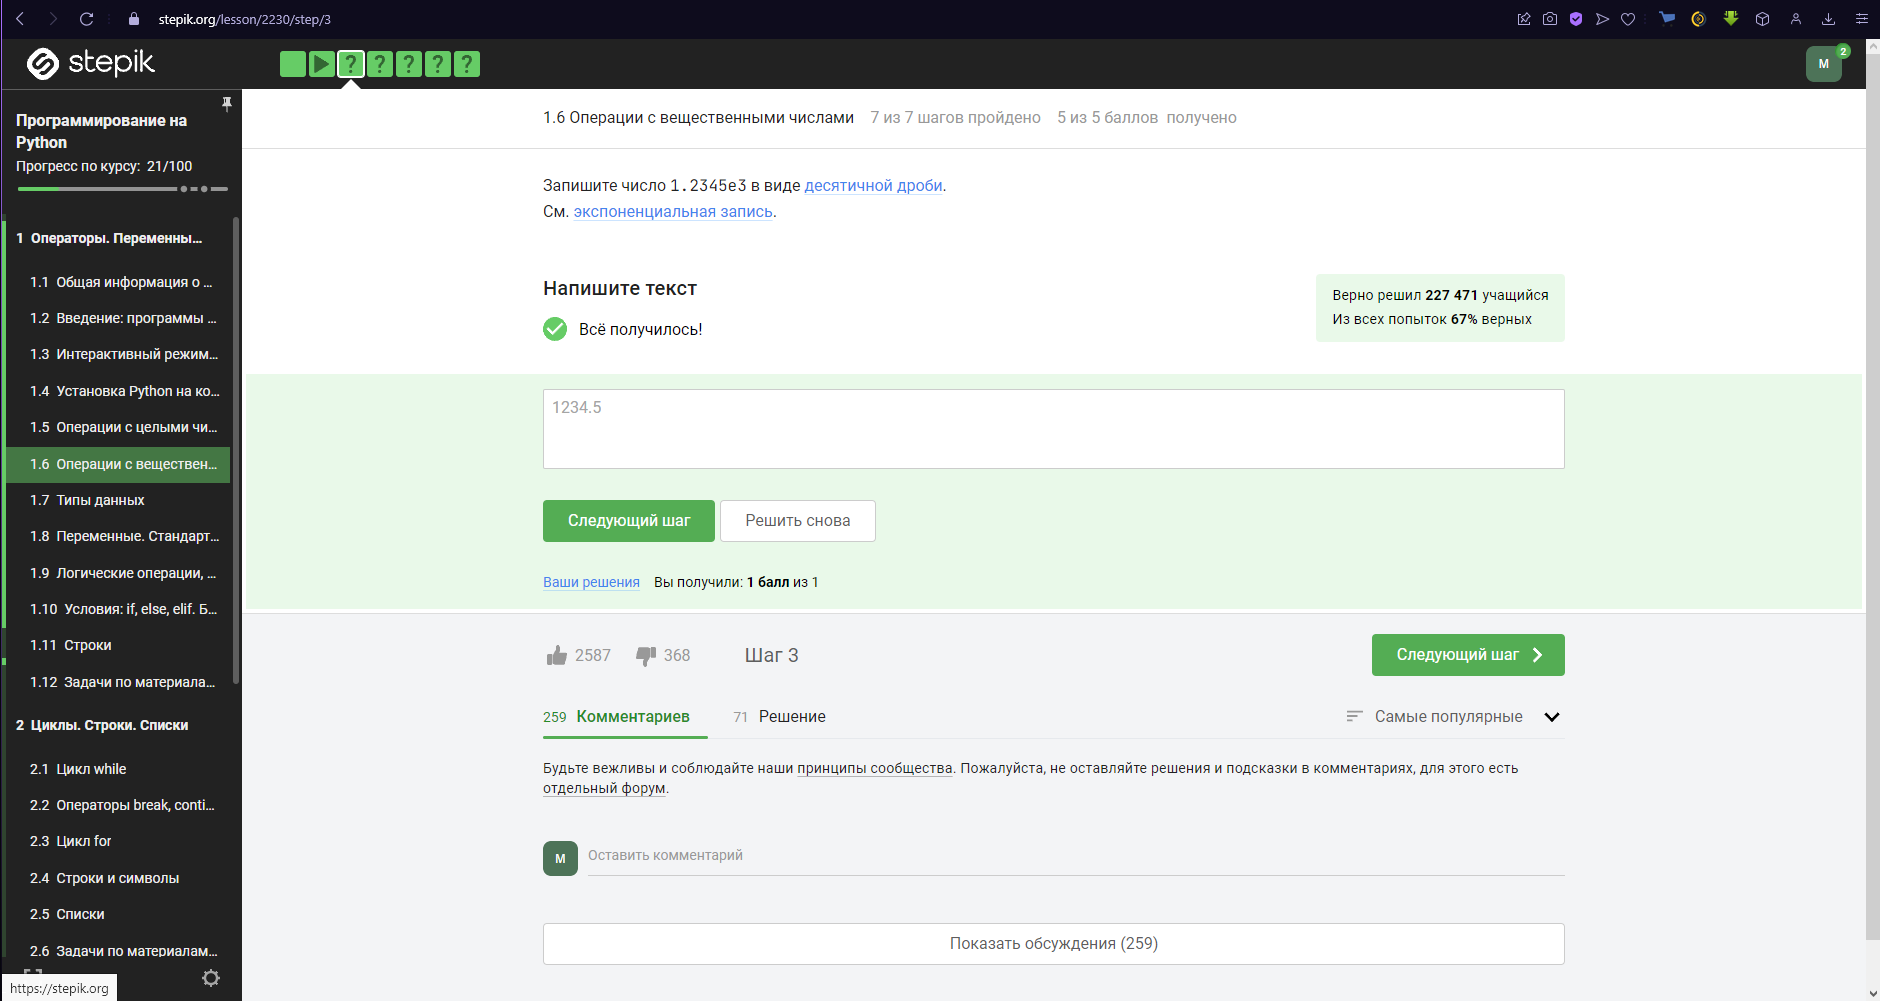 stepik.org/lesson/2230/step/3
stepik
? ? ? ? ?
M
2
Программирование на
Python
Прогресс по курсу: 21/100
1 Операторы. Переменны...
1.1 Общая информация о ...
1.2 Введение: программы ...
1.3 Интерактивный режим...
1.4 Установка Python на ко...
1.5 Операции с целыми чи...
1.6 Операции с веществен...
1.7 Типы данных
1.8 Переменные. Стандарт...
1.9 Логические операции, ...
1.10 Условия: if, else, elif. Б...
1.11 Строки
1.12 Задачи по материала...
2 Циклы. Строки. Списки
2.1 Цикл while
2.2 Операторы break, conti...
2.3 Цикл for
2.4 Строки и символы
2.5 Списки
2.6 Задачи по материалам...
https://stepik.org
1.6 Операции с вещественными числами 7 из 7 шагов пройдено 5 из 5 баллов получено
Запишите число 1.2345e3 в виде десятичной дроби.
См. экспоненциальная запись.
Напишите текст
Всё получилось!
Верно решил 227 471 учащийся
Из всех попыток 67% верных
1234.5
Следующий шаг
Решить снова
Ваши решения Вы получили: 1 балл из 1
2587 368 Шаг 3
Следующий шаг
259 Комментариев 71 Решение
Самые популярные
Будьте вежливы и соблюдайте наши принципы сообщества. Пожалуйста, не оставляйте решения и подсказки в комментариях, для этого есть
отдельный форум.
M
Оставить комментарий
Показать обсуждения (259)